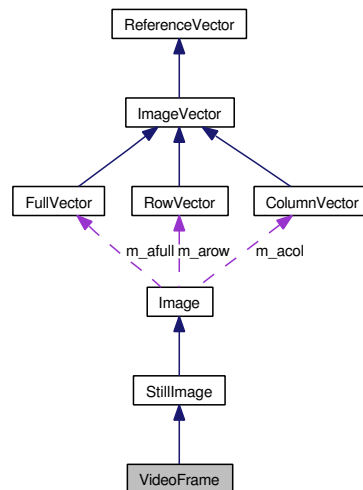 ReferenceVector
ImageVector
FullVector RowVector ColumnVector
m_afull m_arow m_acol
Image
StillImage
VideoFrame